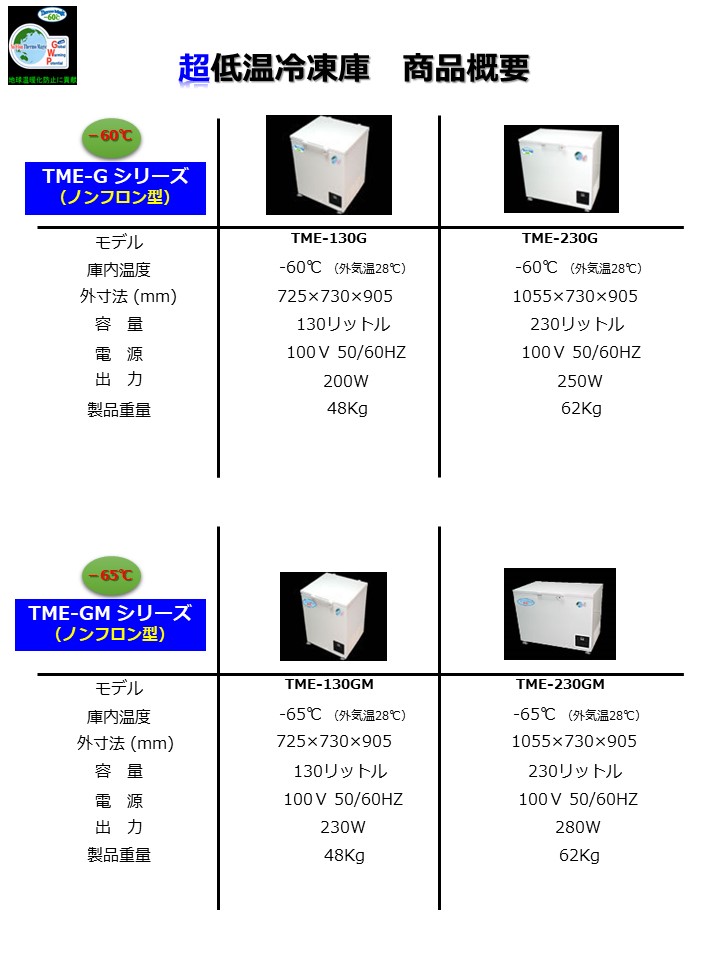 Thermo Magic
-60℃
Global
Warming
Potential
地球温暖化防止に貢献
超低温冷凍庫　商品概要
－60℃
TME-G シリーズ
（ノンフロン型）
モデル TME-130G TME-230G
庫内温度 -60℃（外気温28℃） -60℃（外気温28℃）
外寸法 (mm) 725×730×905 1055×730×905
容　量 130リットル 230リットル
電　源 100Ｖ 50/60HZ 100Ｖ 50/60HZ
出　力 200W 250W
製品重量 48Kg 62Kg
－65℃
TME-GM シリーズ
（ノンフロン型）
モデル TME-130GM TME-230GM
庫内温度 -65℃（外気温28℃） -65℃（外気温28℃）
外寸法 (mm) 725×730×905 1055×730×905
容　量 130リットル 230リットル
電　源 100Ｖ 50/60HZ 100Ｖ 50/60HZ
出　力 230W 280W
製品重量 48Kg 62Kg